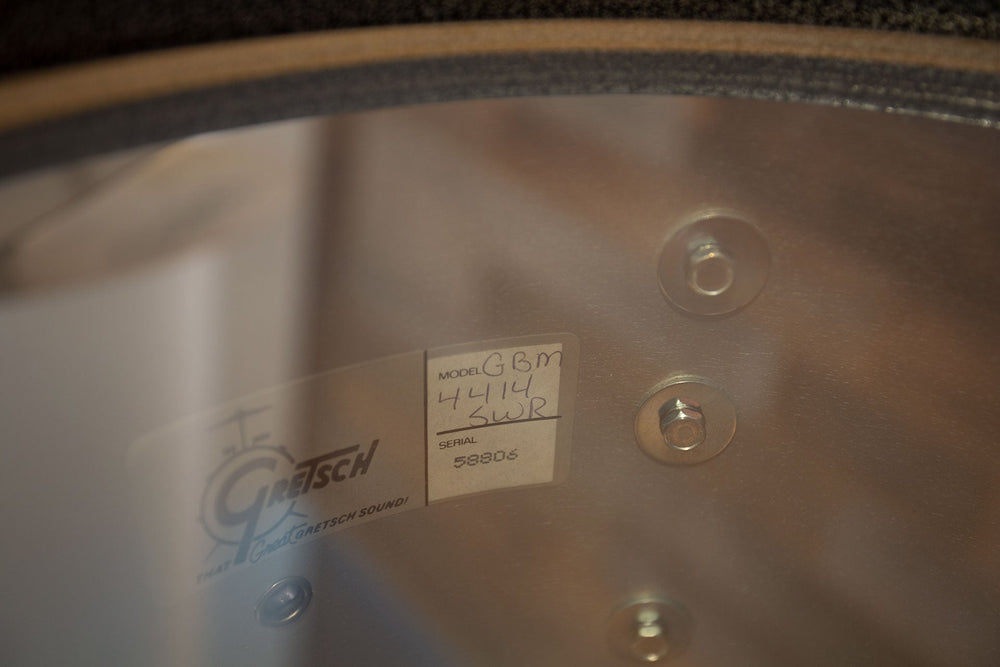 GRETSCH
THAT Great GRETSCH SOUND!
MODEL GBM
4414
SWR
SERIAL
58806